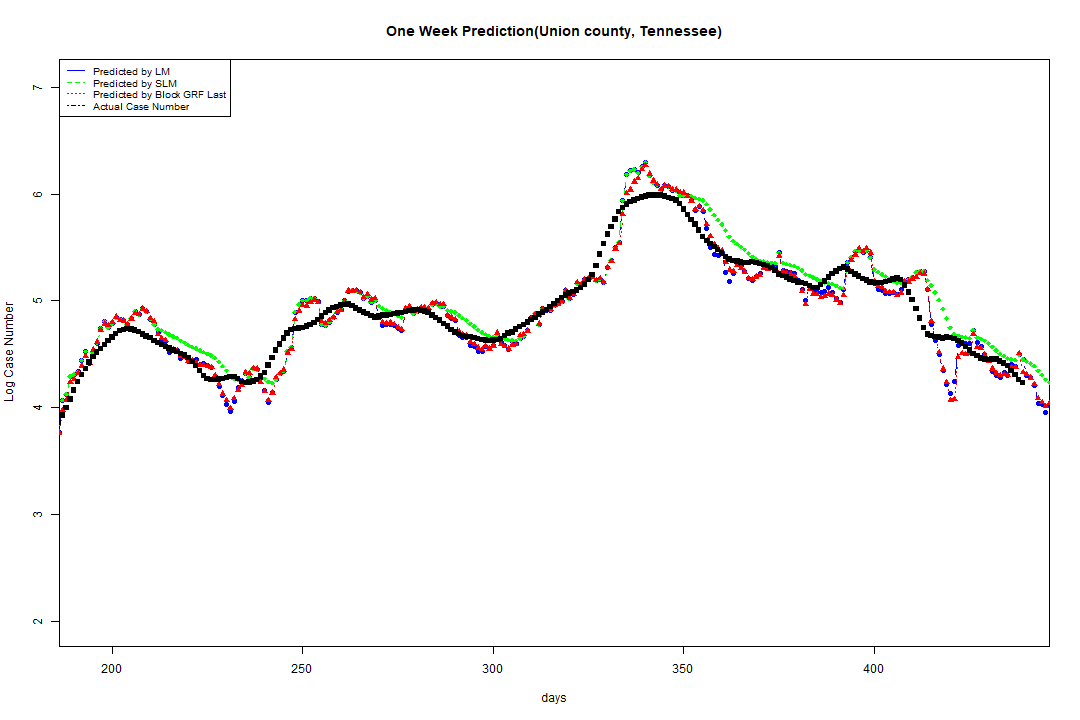 One Week Prediction(Union county, Tennessee)
Predicted by LM
Predicted by SLM
Predicted by Block GRF Last
Actual Case Number
7
6
5
4
3
2
Log Case Number
200 250 300 350 400
days